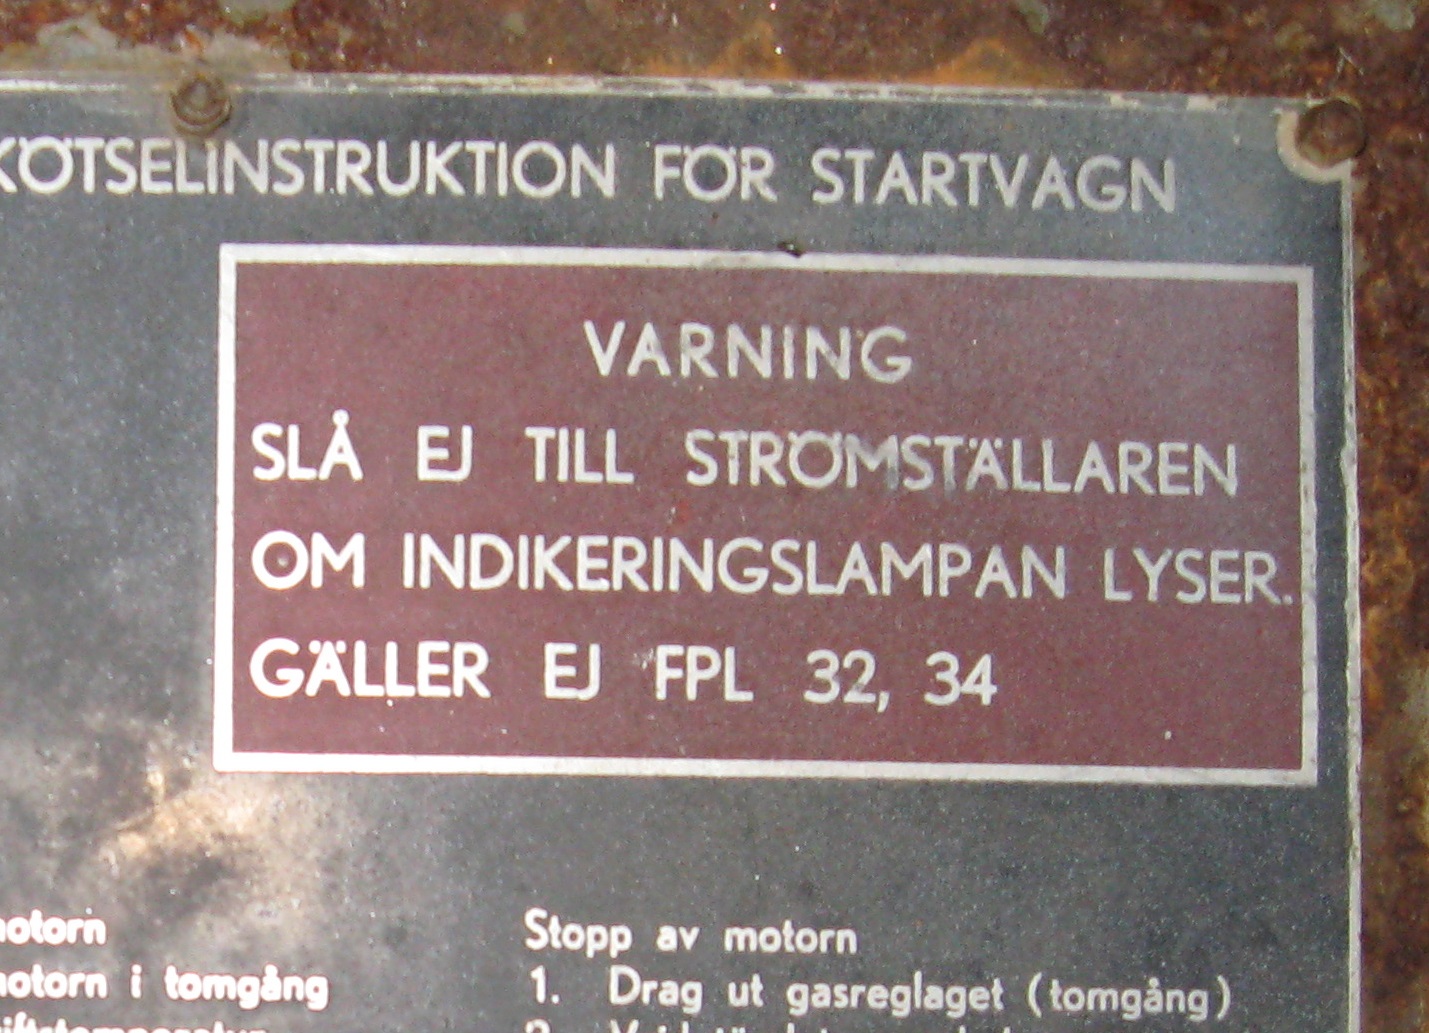 KÖTSELINSTRUKTION FÖR STARTVAGN
VARNING
SLÅ EJ TILL STRÖMSTÄLLAREN
OM INDIKERINGSLAMPAN LYSER.
GÄLLER EJ FPL 32, 34
motorn
motorn i tomgång
Stopp av motorn
1. Drag ut gasreglaget (tomgång)
2.